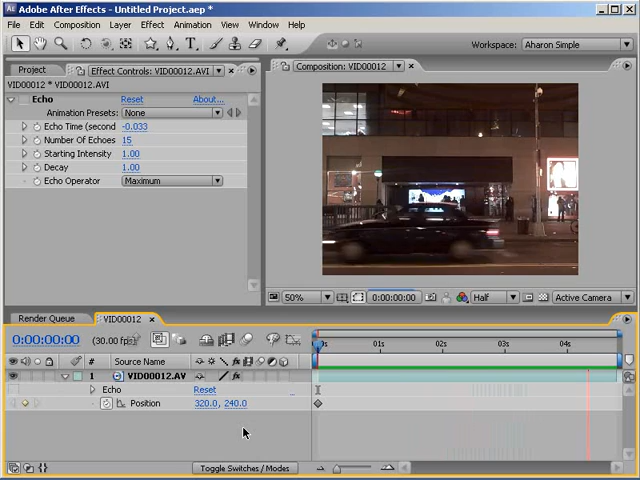 Adobe After Effects - Untitled Project.aep *
File Edit Composition Layer Effect Animation View Window Help
Workspace: Aharon Simple
Project Effect Controls: VID00012.AVI
Composition: VID00012
VID00012 * VID00012.AVI
Echo Reset About...
Animation Presets: None
Echo Time (second -0.033
Number Of Echoes 15
Starting Intensity 1.00
Decay 1.00
Echo Operator Maximum
50% 0:00:00:00 Half Active Camera
Render Queue VID00012
0:00:00:00 (30.00 fps)
# Source Name
02s 03s 04s
1 VID00012.AV
Echo Reset
Position 320.0, 240.0
Toggle Switches / Modes